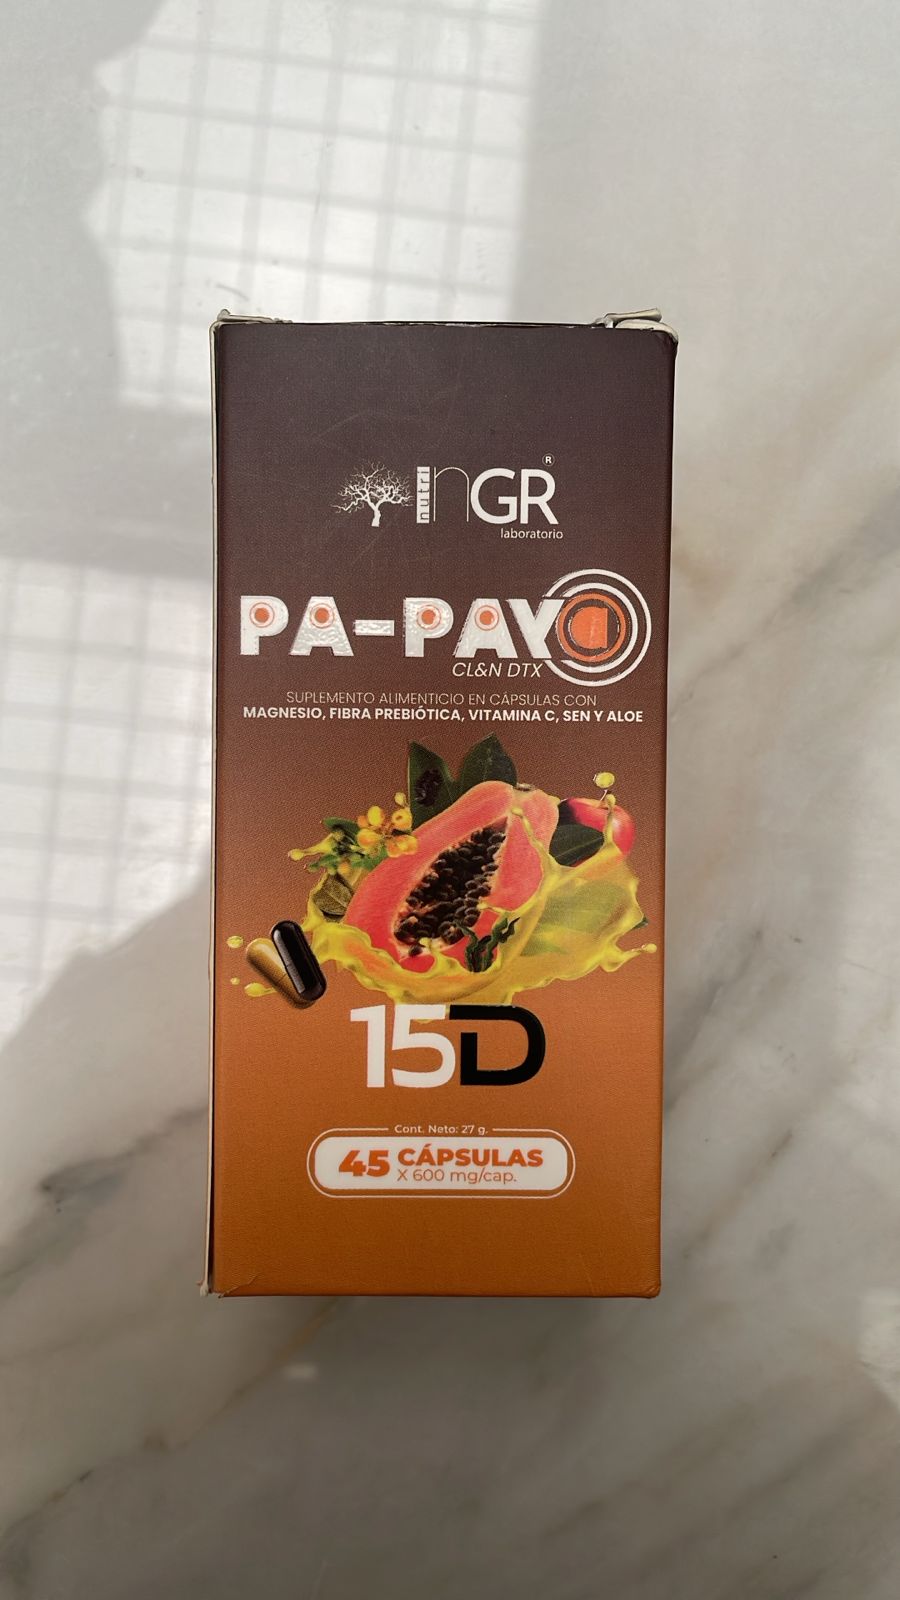 nutri inGR®
laboratorio
PA-PAYa
CL&N DTX
SUPLEMENTO ALIMENTICIO EN CÁPSULAS CON
MAGNESIO, FIBRA PREBIÓTICA, VITAMINA C, SEN Y ALOE
15D
Cont. Neto: 27 g.
45 CÁPSULAS
X 600 mg/cap.